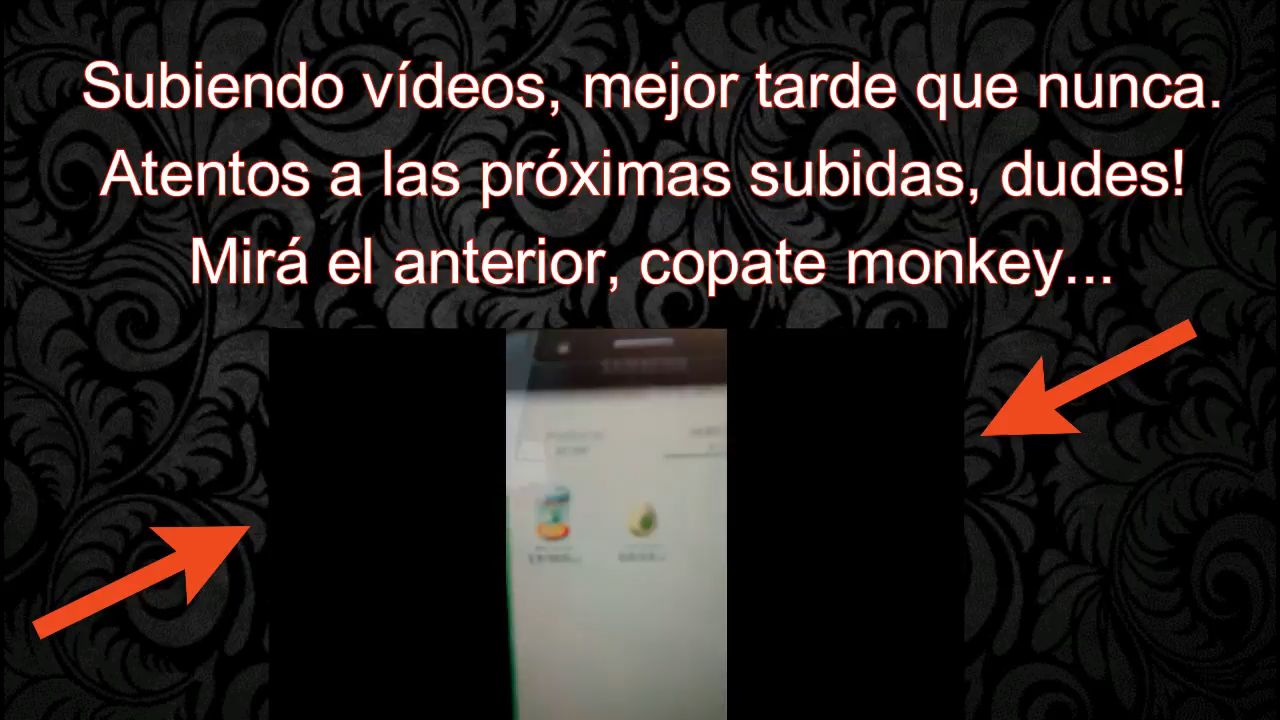 Subiendo vídeos, mejor tarde que nunca.
Atentos a las próximas subidas, dudes!
Mirá el anterior, copate monkey...